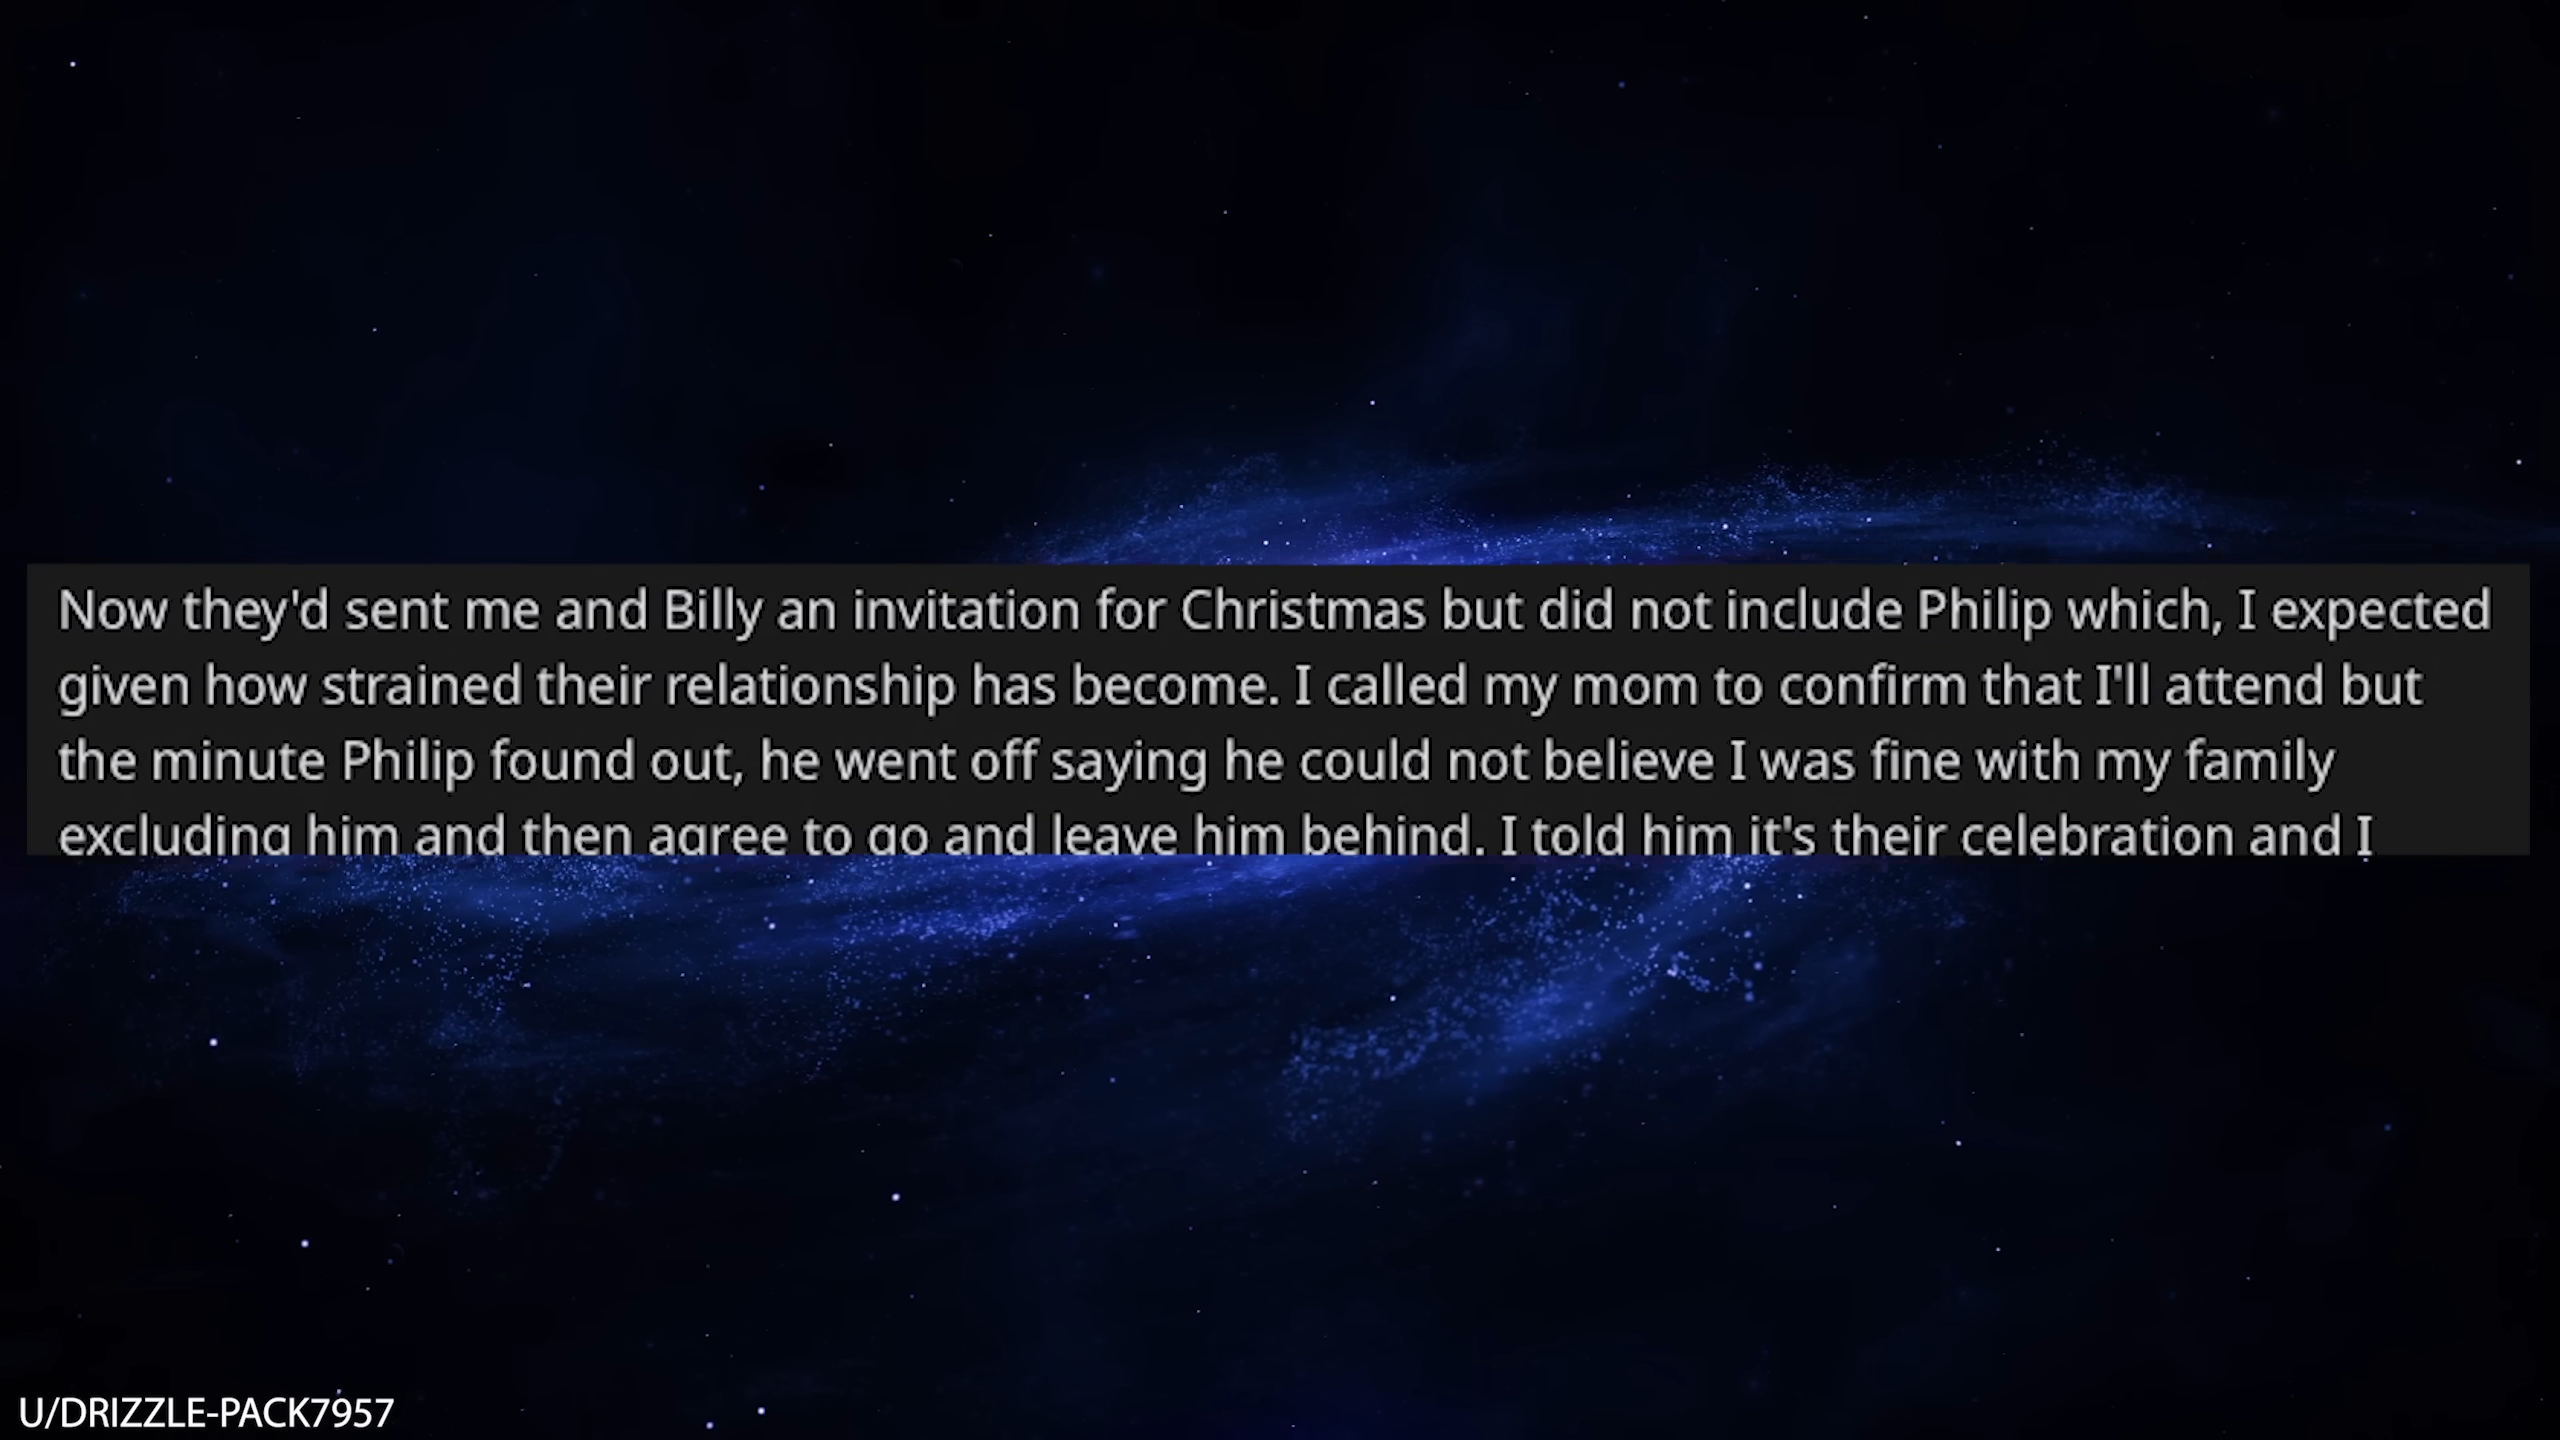 Now they'd sent me and Billy an invitation for Christmas but did not include Philip which, I expected
given how strained their relationship has become. I called my mom to confirm that I'll attend but
the minute Philip found out, he went off saying he could not believe I was fine with my family
excluding him and then agree to go and leave him behind. I told him it's their celebration and I
U/DRIZZLE-PACK7957